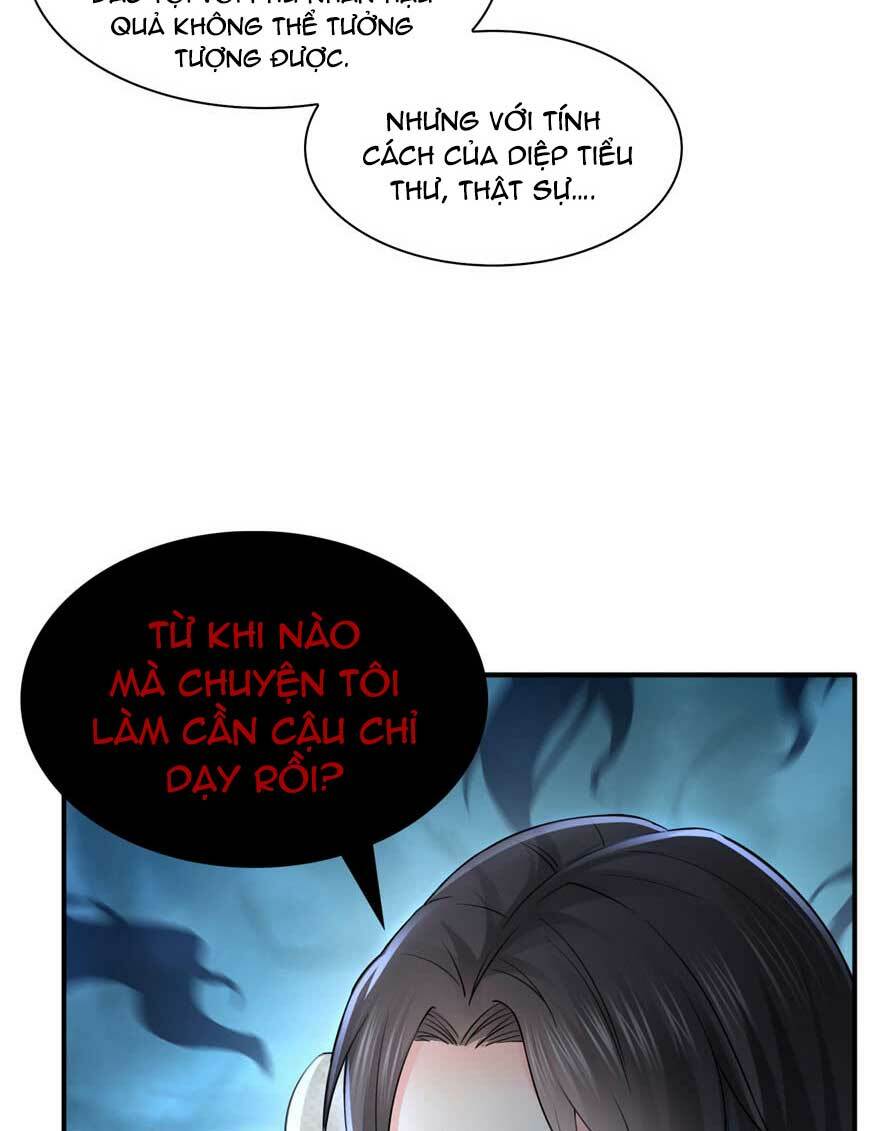 QUẢ KHÔNG THỂ TƯỞNG
TƯỢNG ĐƯỢC.
NHƯNG VỚI TÍNH
CÁCH CỦA DIỆP TIỂU
THƯ, THẬT SỰ....
TỪ KHI NÀO
MÀ CHUYỆN TÔI
LÀM CẦN CẬU CHỈ
DẠY RỒI?